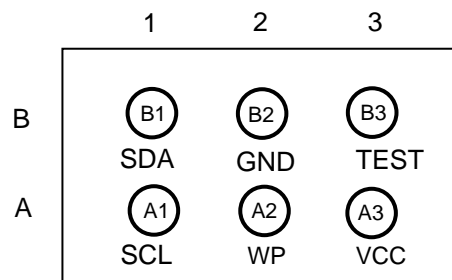 1 2 3
B B1 B2 B3
SDA GND TEST
A A1 A2 A3
SCL WP VCC